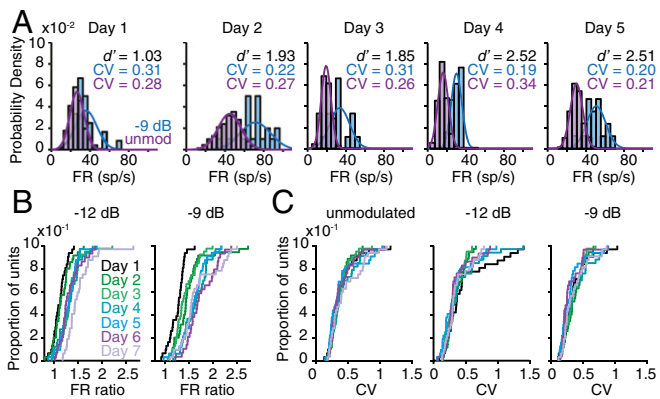 A
Day 1
Day 2
Day 3
Day 4
Day 5
x10⁻²
Probability Density
10
8
6
4
2
0
d' = 1.03
CV = 0.31
CV = 0.28
-9 dB
unmod
d' = 1.93
CV = 0.22
CV = 0.27
d' = 1.85
CV = 0.31
CV = 0.26
d' = 2.52
CV = 0.19
CV = 0.34
d' = 2.51
CV = 0.20
CV = 0.21
0 40 80
0 40 80
0 40 80
0 40 80
0 40 80
FR (sp/s)
FR (sp/s)
FR (sp/s)
FR (sp/s)
FR (sp/s)
B
-12 dB
-9 dB
x10⁻¹
Proportion of units
10
8
6
4
2
0
Day 1
Day 2
Day 3
Day 4
Day 5
Day 6
Day 7
1 1.5 2 2.5
1 1.5 2 2.5
FR ratio
FR ratio
C
unmodulated
-12 dB
-9 dB
x10⁻¹
Proportion of units
10
8
6
4
2
0
0 0.5 1 1.5
0 0.5 1 1.5
0 0.5 1 1.5
CV
CV
CV